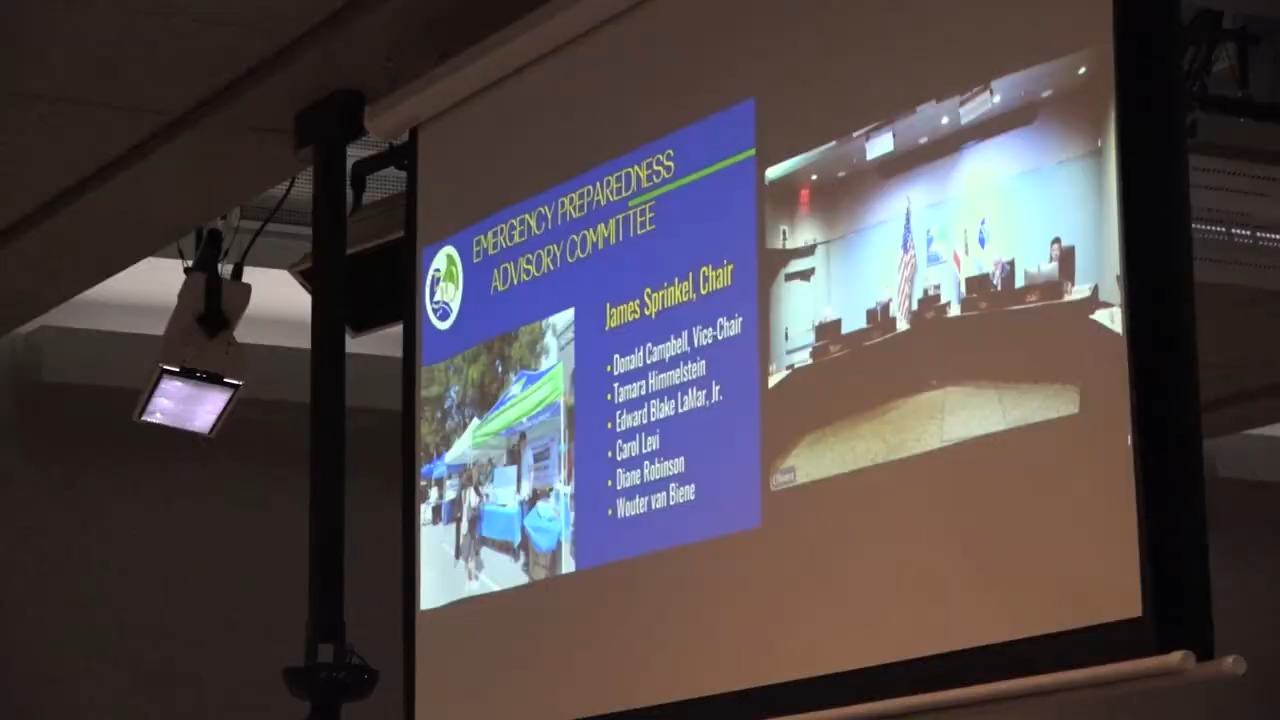 EMERGENCY PREPAREDNESS
ADVISORY COMMITTEE
James Sprinkel, Chair
• Donald Campbell, Vice-Chair
• Tamara Himmelstein
• Edward Blake LaMar, Jr.
• Carol Levi
• Diane Robinson
• Wouter van Biene